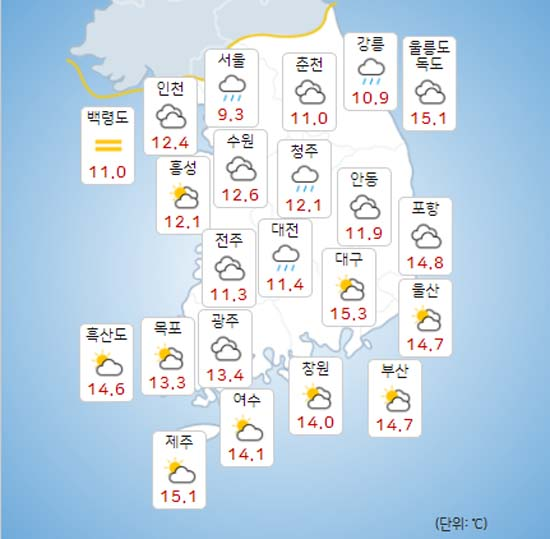 강릉
10.9
울릉도
독도
15.1
서울
9.3
춘천
11.0
인천
12.4
백령도
11.0
수원
12.6
청주
12.1
홍성
12.1
안동
11.9
포항
14.8
대전
11.4
전주
11.3
대구
15.3
울산
14.7
흑산도
14.6
목포
13.3
광주
13.4
창원
14.0
부산
14.7
여수
14.1
제주
15.1
(단위: ℃)